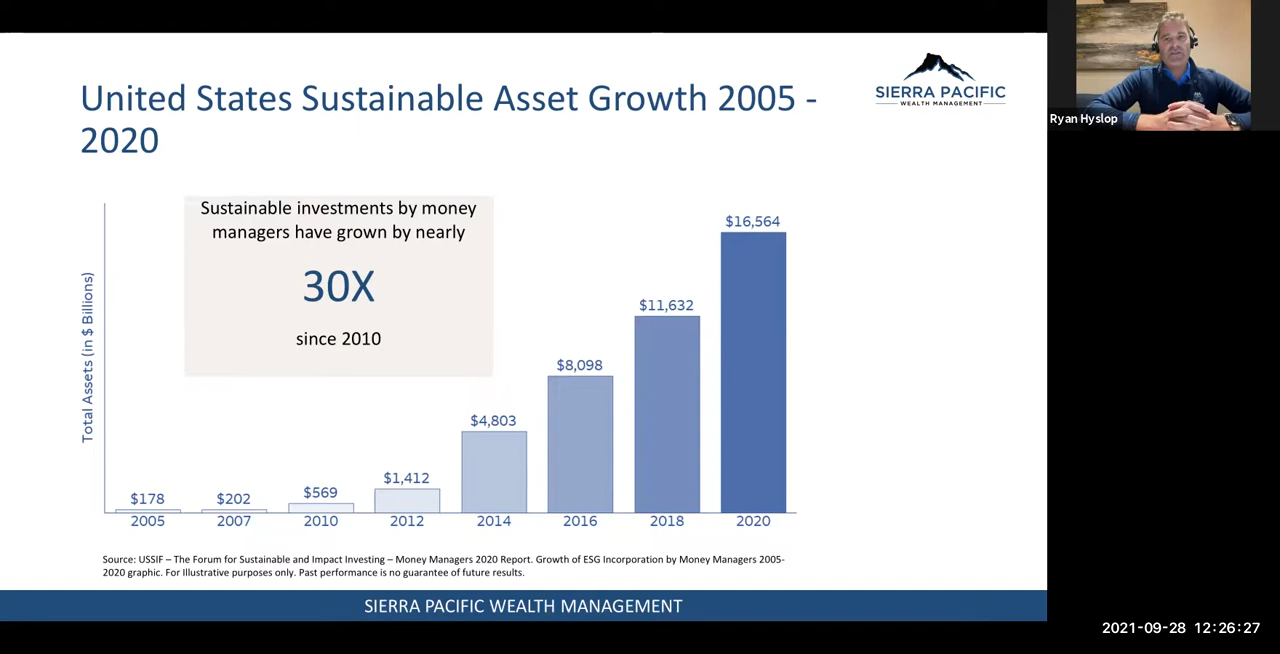 United States Sustainable Asset Growth 2005 -
2020
SIERRA PACIFIC
WEALTH MANAGEMENT
Ryan Hyslop
Sustainable investments by money
managers have grown by nearly
30X
since 2010
Total Assets (in $ Billions)
$178
$202
$569
$1,412
$4,803
$8,098
$11,632
$16,564
2005
2007
2010
2012
2014
2016
2018
2020
Source: USSIF – The Forum for Sustainable and Impact Investing – Money Managers 2020 Report. Growth of ESG Incorporation by Money Managers 2005-
2020 graphic. For Illustrative purposes only. Past performance is no guarantee of future results.
SIERRA PACIFIC WEALTH MANAGEMENT
2021-09-28 12:26:27